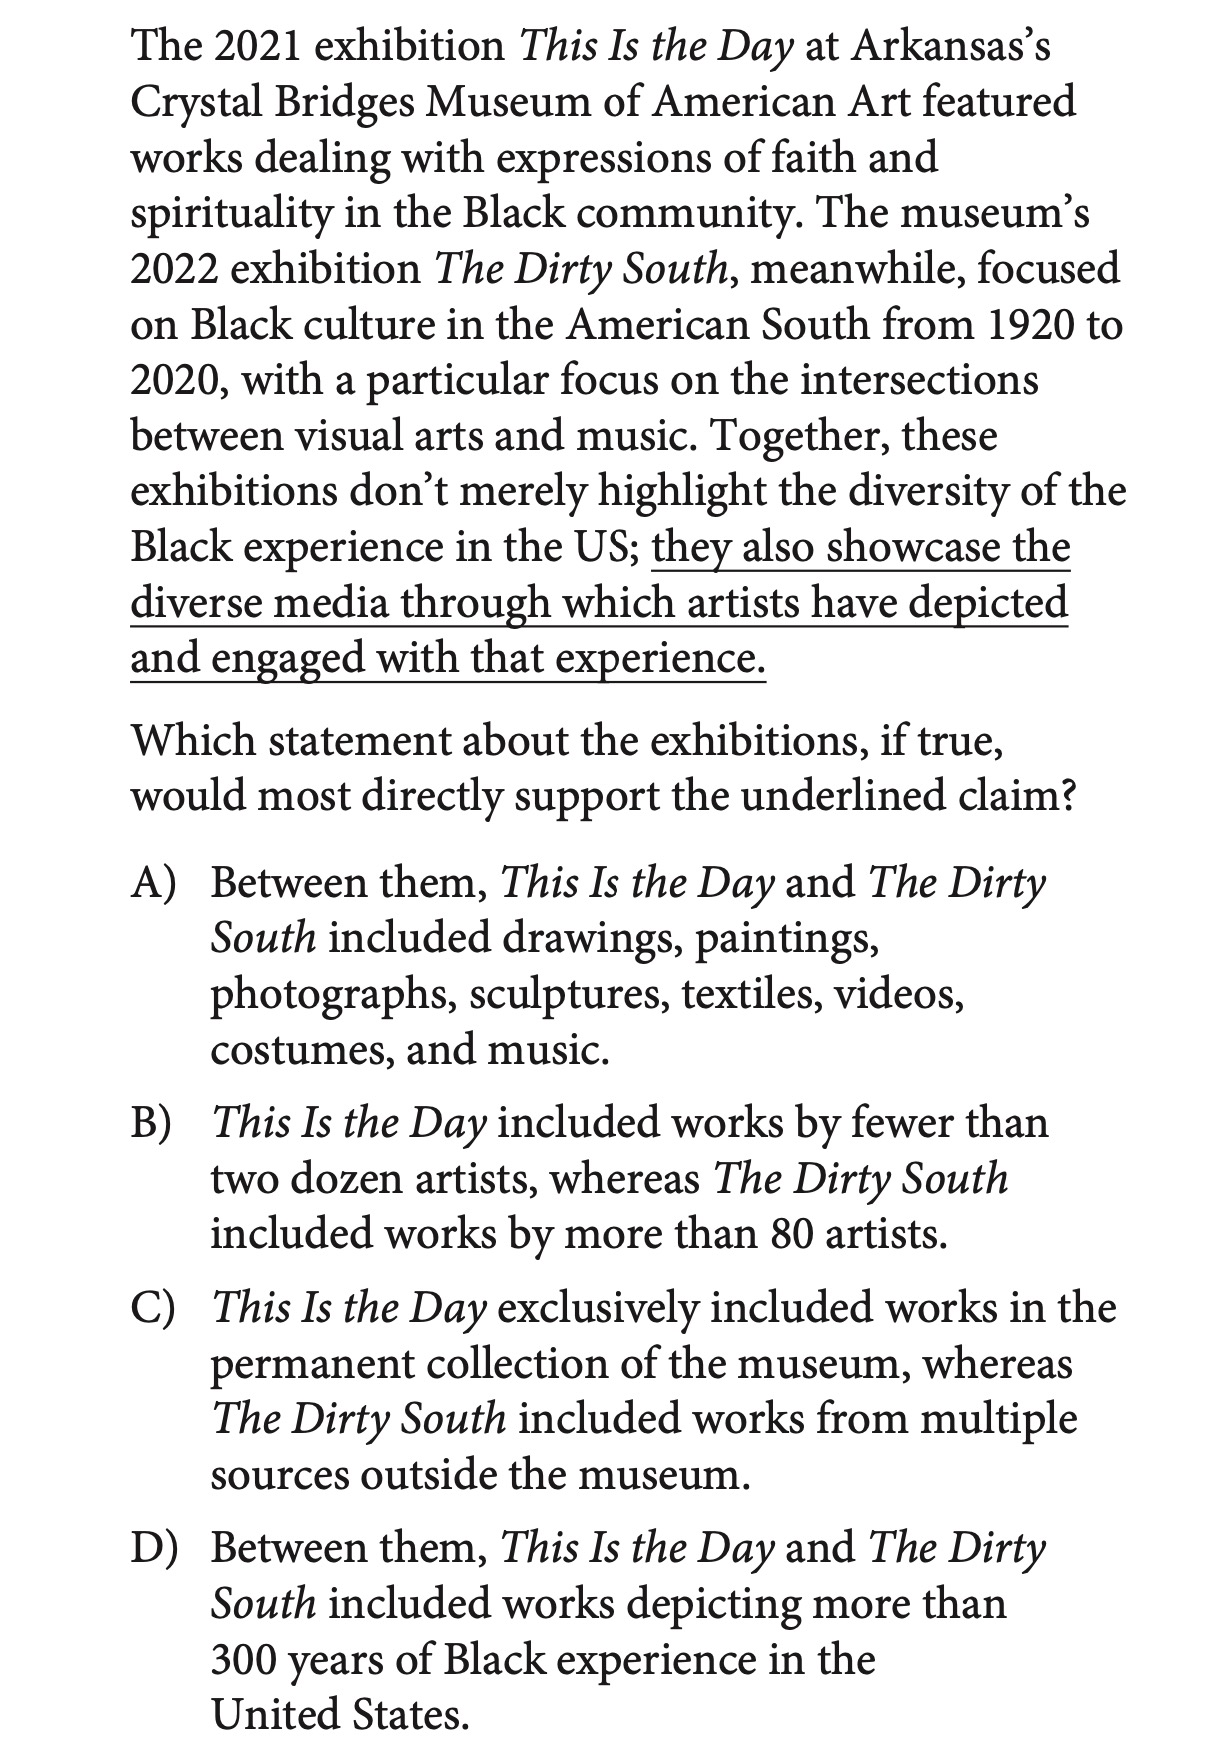 The 2021 exhibition This Is the Day at Arkansas’s
Crystal Bridges Museum of American Art featured
works dealing with expressions of faith and
spirituality in the Black community. The museum’s
2022 exhibition The Dirty South, meanwhile, focused
on Black culture in the American South from 1920 to
2020, with a particular focus on the intersections
between visual arts and music. Together, these
exhibitions don’t merely highlight the diversity of the
Black experience in the US; they also showcase the
diverse media through which artists have depicted
and engaged with that experience.
Which statement about the exhibitions, if true,
would most directly support the underlined claim?
A) Between them, This Is the Day and The Dirty
South included drawings, paintings,
photographs, sculptures, textiles, videos,
costumes, and music.
B) This Is the Day included works by fewer than
two dozen artists, whereas The Dirty South
included works by more than 80 artists.
C) This Is the Day exclusively included works in the
permanent collection of the museum, whereas
The Dirty South included works from multiple
sources outside the museum.
D) Between them, This Is the Day and The Dirty
South included works depicting more than
300 years of Black experience in the
United States.